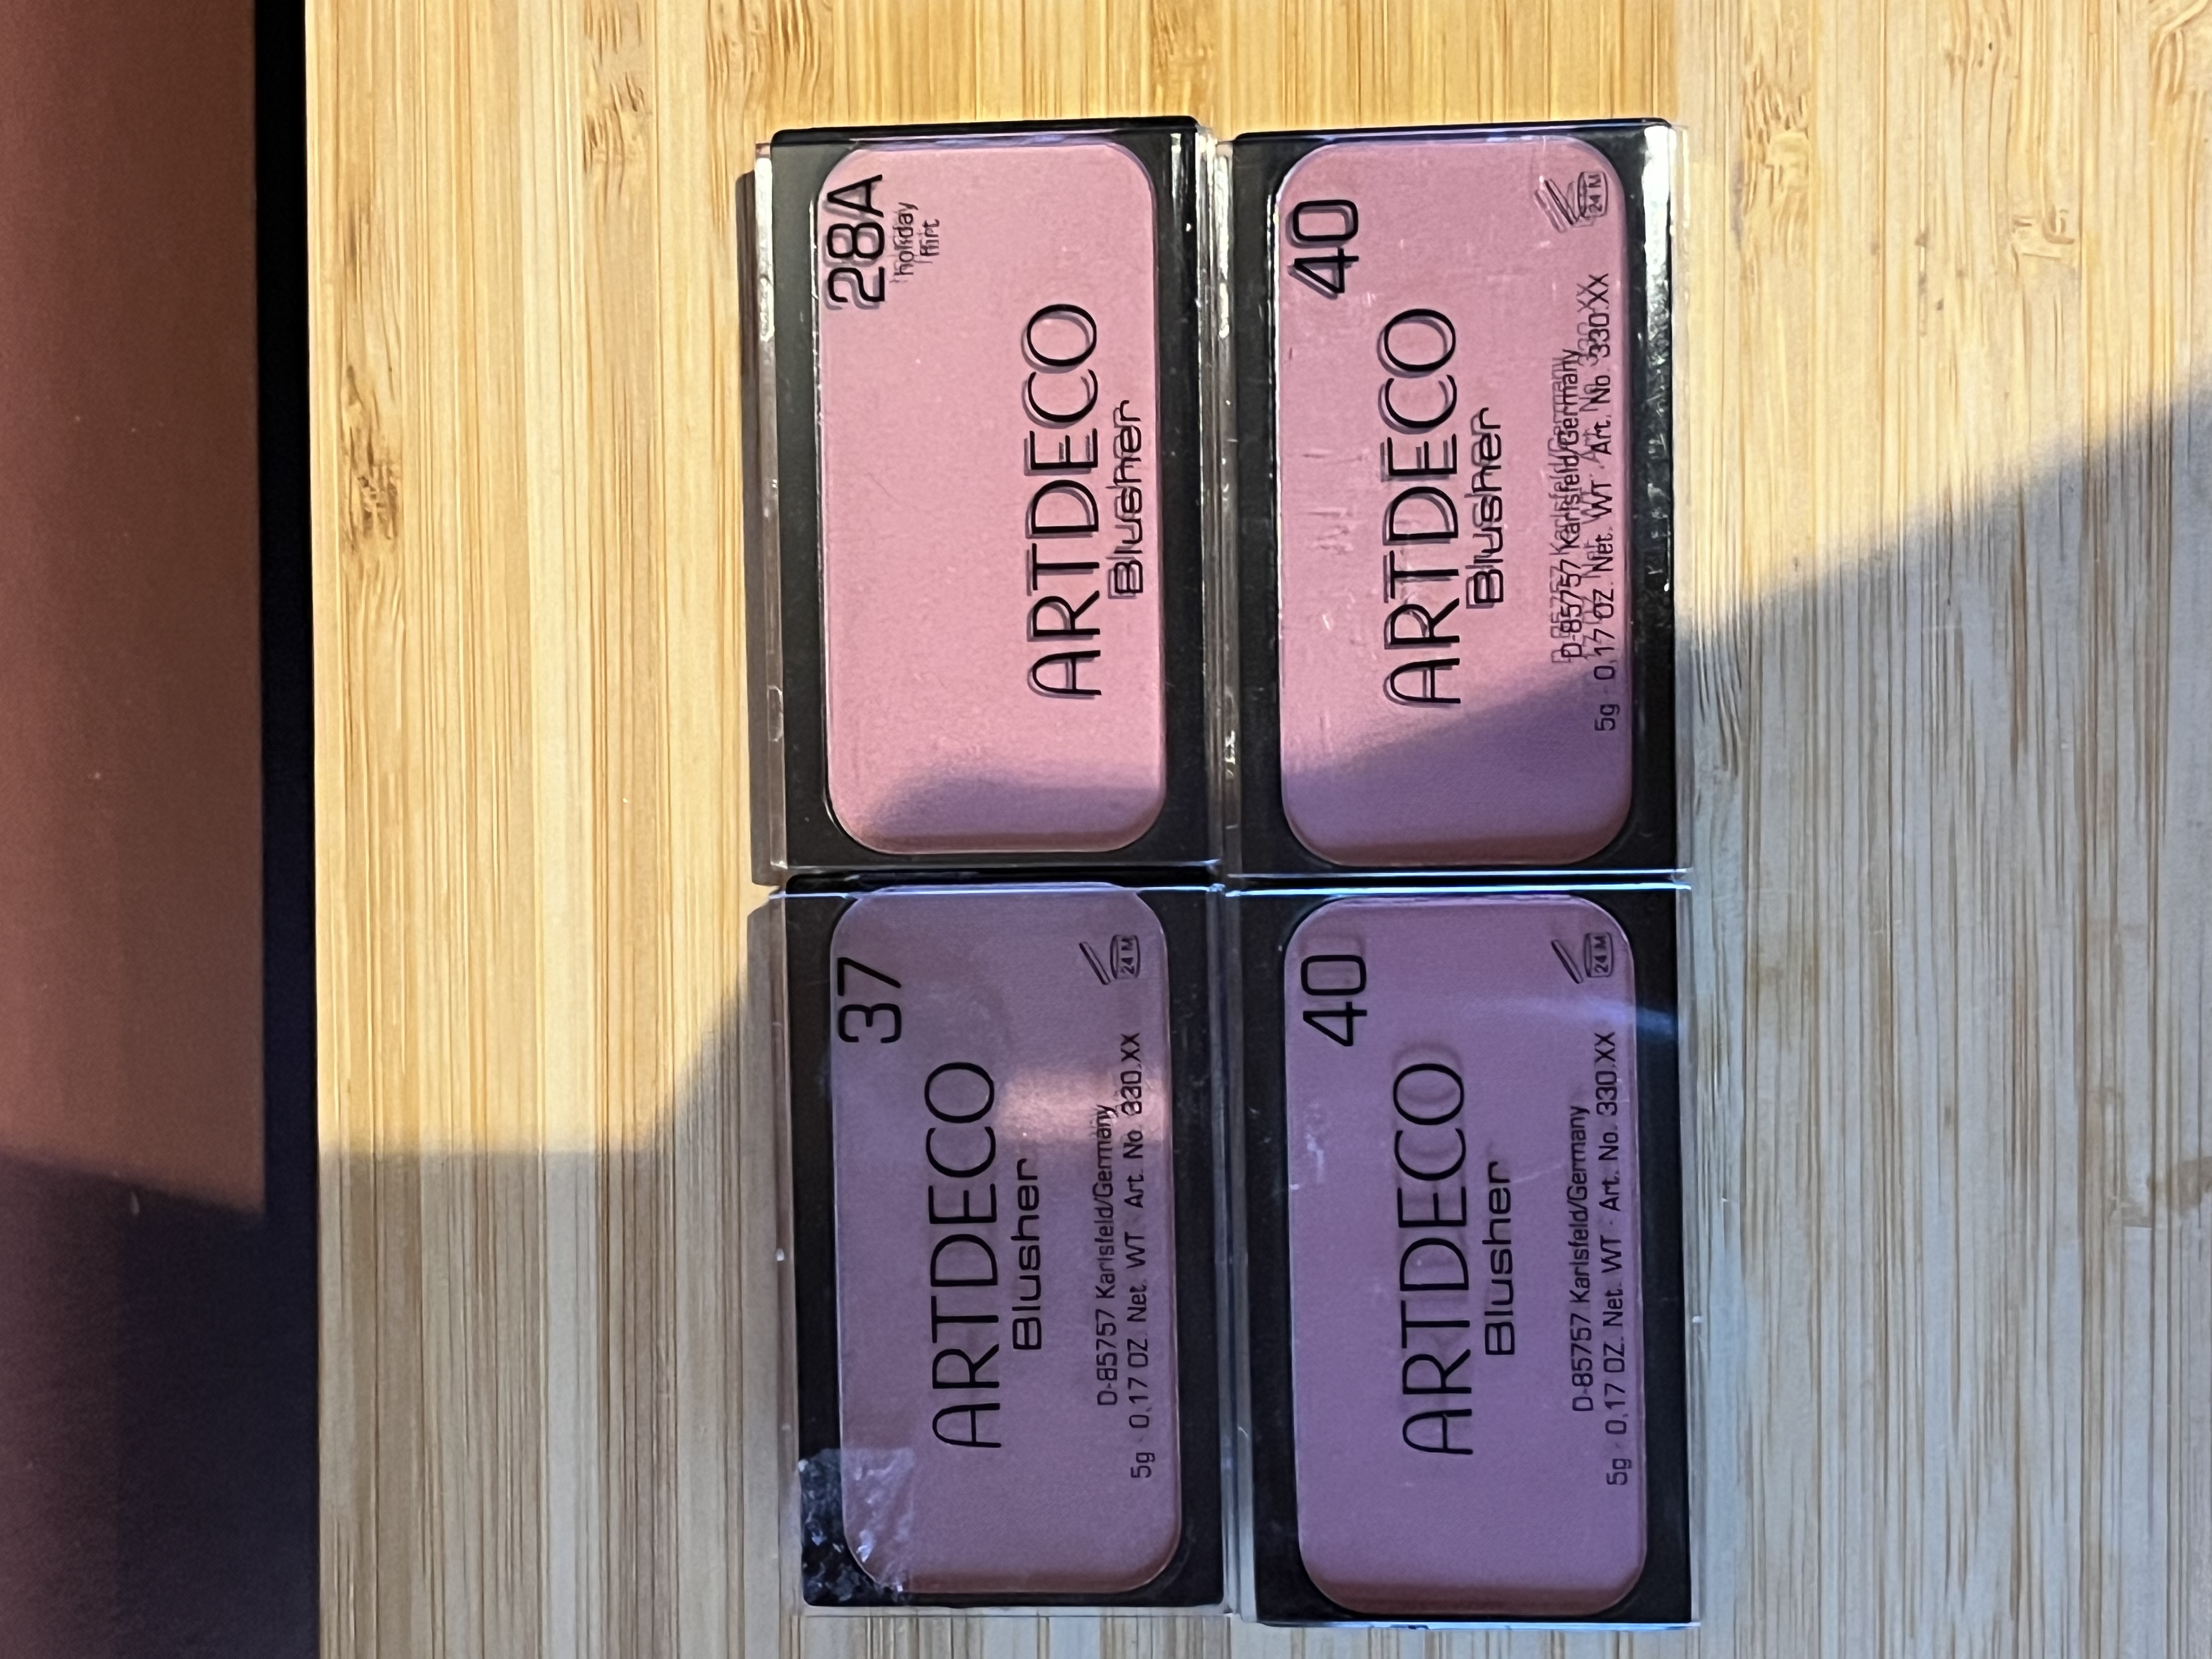 37
ARTDECO
Blusher
D-85757 Karlsfeld/Germany
5g · 0,17 OZ. Net. WT · Art. No. 330.XX
24 M
28A
holiday
flirt
ARTDECO
Blusher
40
ARTDECO
Blusher
D-85757 Karlsfeld/Germany
5g · 0,17 OZ. Net. WT · Art. No. 330.XX
24 M
40
ARTDECO
Blusher
D-85757 Karlsfeld/Germany
5g · 0,17 OZ. Net. WT · Art. No. 330.XX
24 M